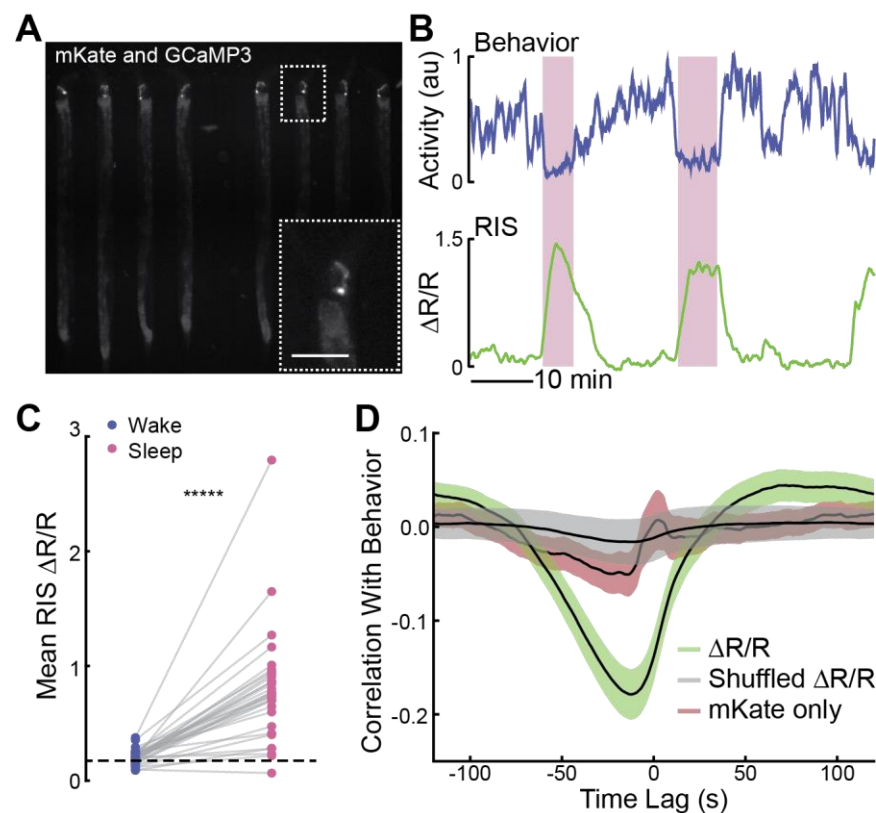 A
mKate and GCaMP3
B
Behavior
Activity (au)
1
0
RIS
ΔR/R
1.5
0
10 min
C
Wake
Sleep
*****
Mean RIS ΔR/R
3
2
1
0
D
Correlation With Behavior
0.1
0.0
-0.1
-0.2
ΔR/R
Shuffled ΔR/R
mKate only
-100
-50
0
50
100
Time Lag (s)